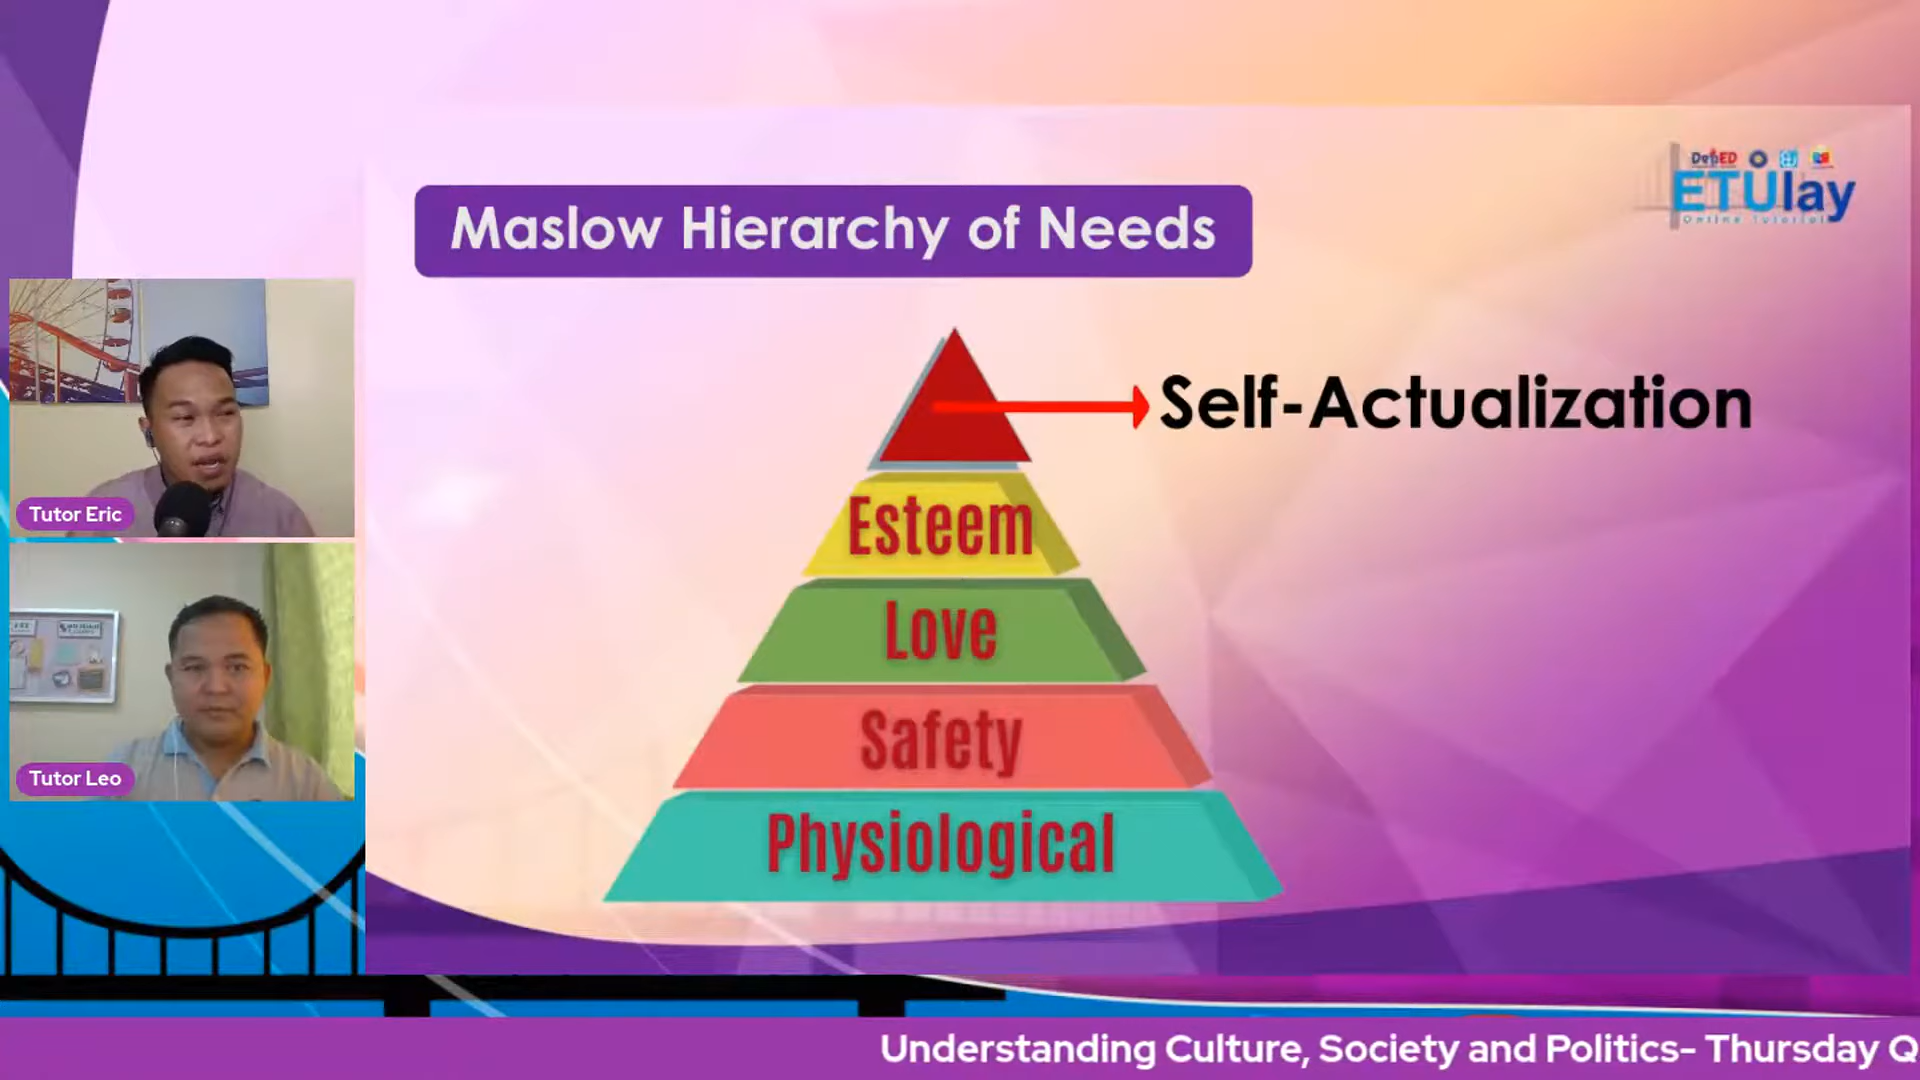 Maslow Hierarchy of Needs
DepED
ETUlay
Online Tutorial
Self-Actualization
Esteem
Love
Safety
Physiological
Tutor Eric
Tutor Leo
Understanding Culture, Society and Politics- Thursday Q